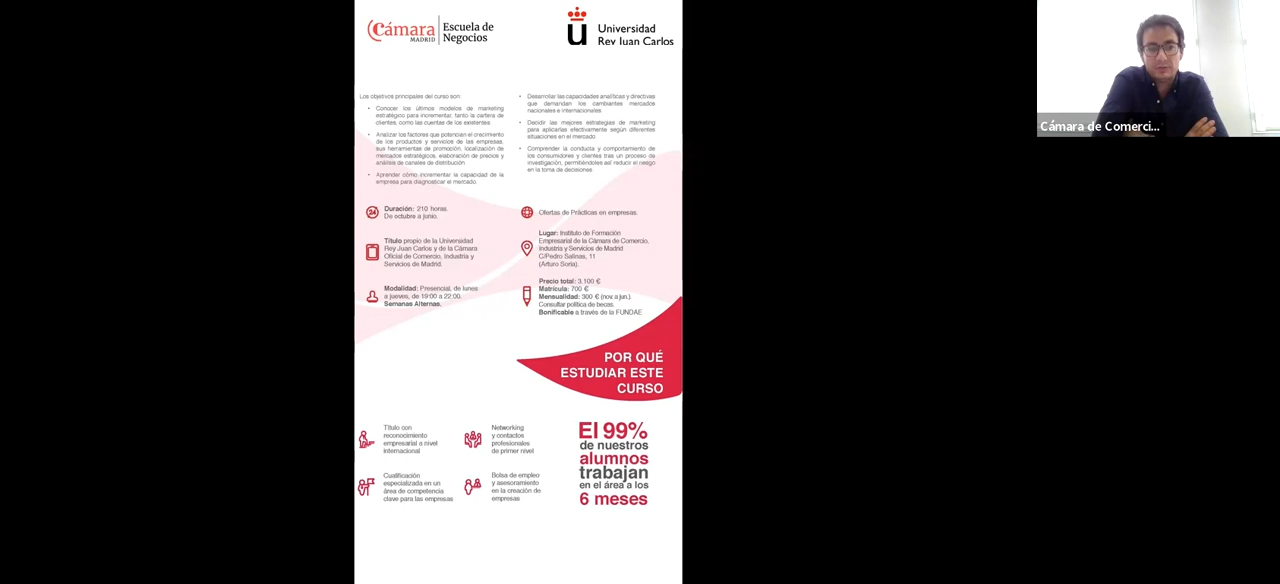 Cámara
MADRID
Escuela de
Negocios
Universidad
Rey Juan Carlos
Los objetivos principales del curso son:
• Conocer los últimos modelos de marketing
estratégico para incrementar, tanto la cartera de
clientes, como las cuentas de los existentes.
• Analizar los factores que potencian el crecimiento
de los productos y servicios de las empresas,
sus herramientas de promoción, localización de
mercados estratégicos, elaboración de precios y
análisis de canales de distribución
• Aprender cómo incrementar la capacidad de la
empresa para diagnosticar el mercado.
• Desarrollar las capacidades analíticas y directivas
que demandan los cambiantes mercados
nacionales e internacionales.
• Decidir las mejores estrategias de marketing
para aplicarlas efectivamente según diferentes
situaciones en el mercado
• Comprender la conducta y comportamiento de
los consumidores y clientes tras un proceso de
investigación, permitiéndoles así reducir el riesgo
en la toma de decisiones
24
Duración: 210 horas.
De octubre a junio.
Título propio de la Universidad
Rey Juan Carlos y de la Cámara
Oficial de Comercio, Industria y
Servicios de Madrid.
Modalidad: Presencial, de lunes
a jueves, de 19:00 a 22:00.
Semanas Alternas.
Ofertas de Prácticas en empresas.
Lugar: Instituto de Formación
Empresarial de la Cámara de Comercio,
Industria y Servicios de Madrid
C/Pedro Salinas, 11
(Arturo Soria).
Precio total: 3.100 €
Matrícula: 700 €
Mensualidad: 300 € (nov. a jun.).
Consultar política de becas.
Bonificable a través de la FUNDAE
POR QUÉ
ESTUDIAR ESTE
CURSO
Título con
reconocimiento
empresarial a nivel
internacional
Networking
y contactos
profesionales
de primer nivel
Cualificación
especializada en un
área de competencia
clave para las empresas
Bolsa de empleo
y asesoramiento
en la creación de
empresas
El 99%
de nuestros
alumnos
trabajan
en el área a los
6 meses
Cámara de Comerci...